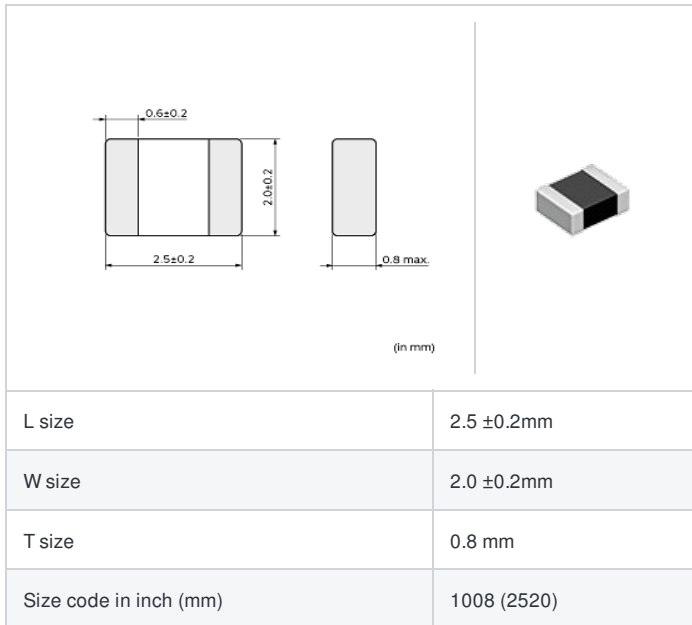 0.6±0.2
2.0±0.2
2.5±0.2
0.8 max.
(in mm)
L size 2.5 ±0.2mm
W size 2.0 ±0.2mm
T size 0.8 mm
Size code in inch (mm) 1008 (2520)